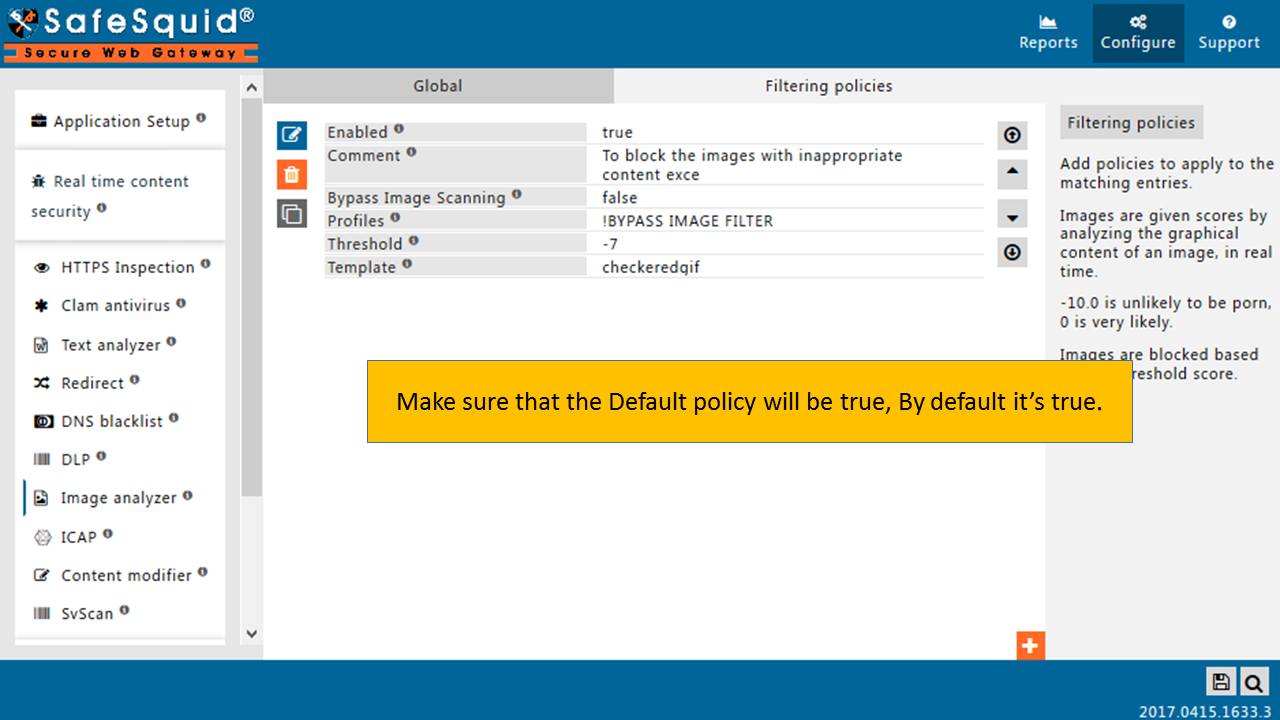 SafeSquid®
Secure Web Gateway
Reports
Configure
Support
Application Setup
Real time content
security
HTTPS Inspection
Clam antivirus
Text analyzer
Redirect
DNS blacklist
DLP
Image analyzer
ICAP
Content modifier
SvScan
Global
Filtering policies
Enabled
true
Comment
To block the images with inappropriate
content exce
Bypass Image Scanning
false
Profiles
!BYPASS IMAGE FILTER
Threshold
-7
Template
checkeredgif
Filtering policies
Add policies to apply to the
matching entries.
Images are given scores by
analyzing the graphical
content of an image, in real
time.
-10.0 is unlikely to be porn,
0 is very likely.
Images are blocked based
reshold score.
Make sure that the Default policy will be true, By default it’s true.
2017.0415.1633.3